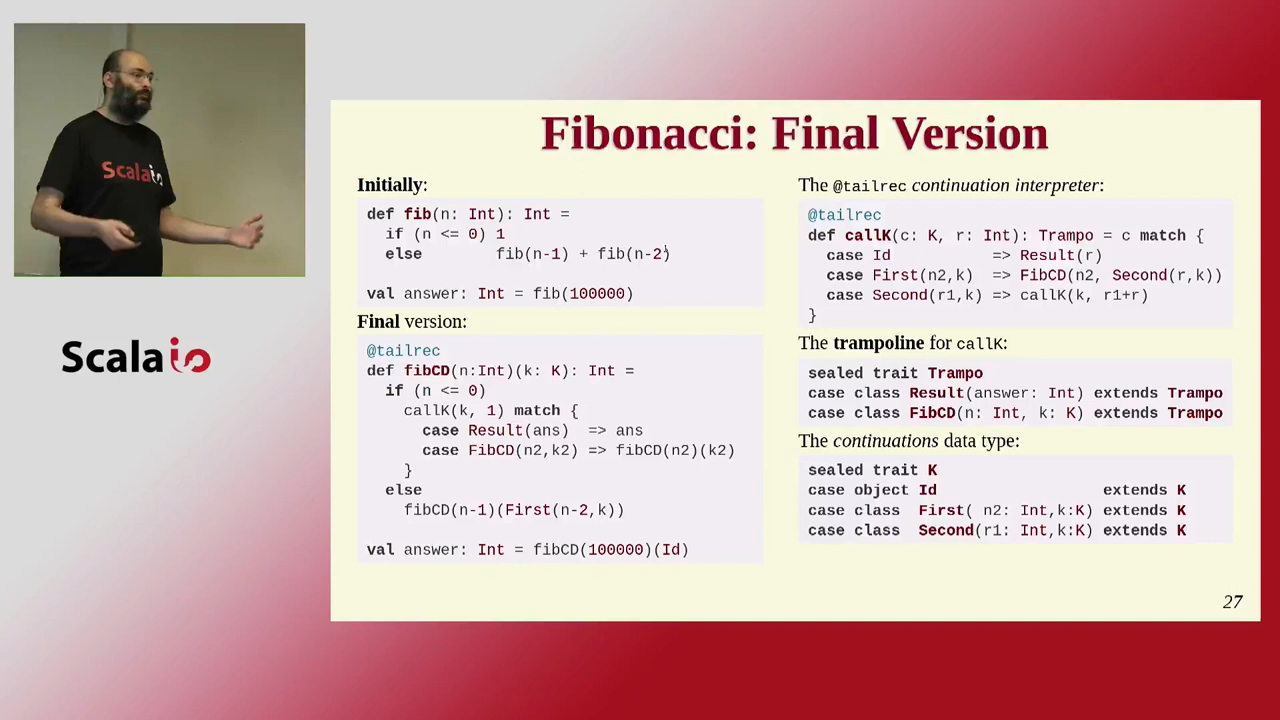 Scalaio
Scalaio
Fibonacci: Final Version
Initially:
def fib(n: Int): Int =
  if (n <= 0) 1
  else        fib(n-1) + fib(n-2)
val answer: Int = fib(100000)
Final version:
@tailrec
def fibCD(n:Int)(k: K): Int =
  if (n <= 0)
    callK(k, 1) match {
      case Result(ans)  => ans
      case FibCD(n2,k2) => fibCD(n2)(k2)
    }
  else
    fibCD(n-1)(First(n-2,k))
val answer: Int = fibCD(100000)(Id)
The @tailrec continuation interpreter:
@tailrec
def callK(c: K, r: Int): Trampo = c match {
  case Id           => Result(r)
  case First(n2,k)  => FibCD(n2, Second(r,k))
  case Second(r1,k) => callK(k, r1+r)
}
The trampoline for callK:
sealed trait Trampo
case class Result(answer: Int) extends Trampo
case class FibCD(n: Int, k: K) extends Trampo
The continuations data type:
sealed trait K
case object Id                  extends K
case class  First( n2: Int,k:K) extends K
case class  Second(r1: Int,k:K) extends K
27